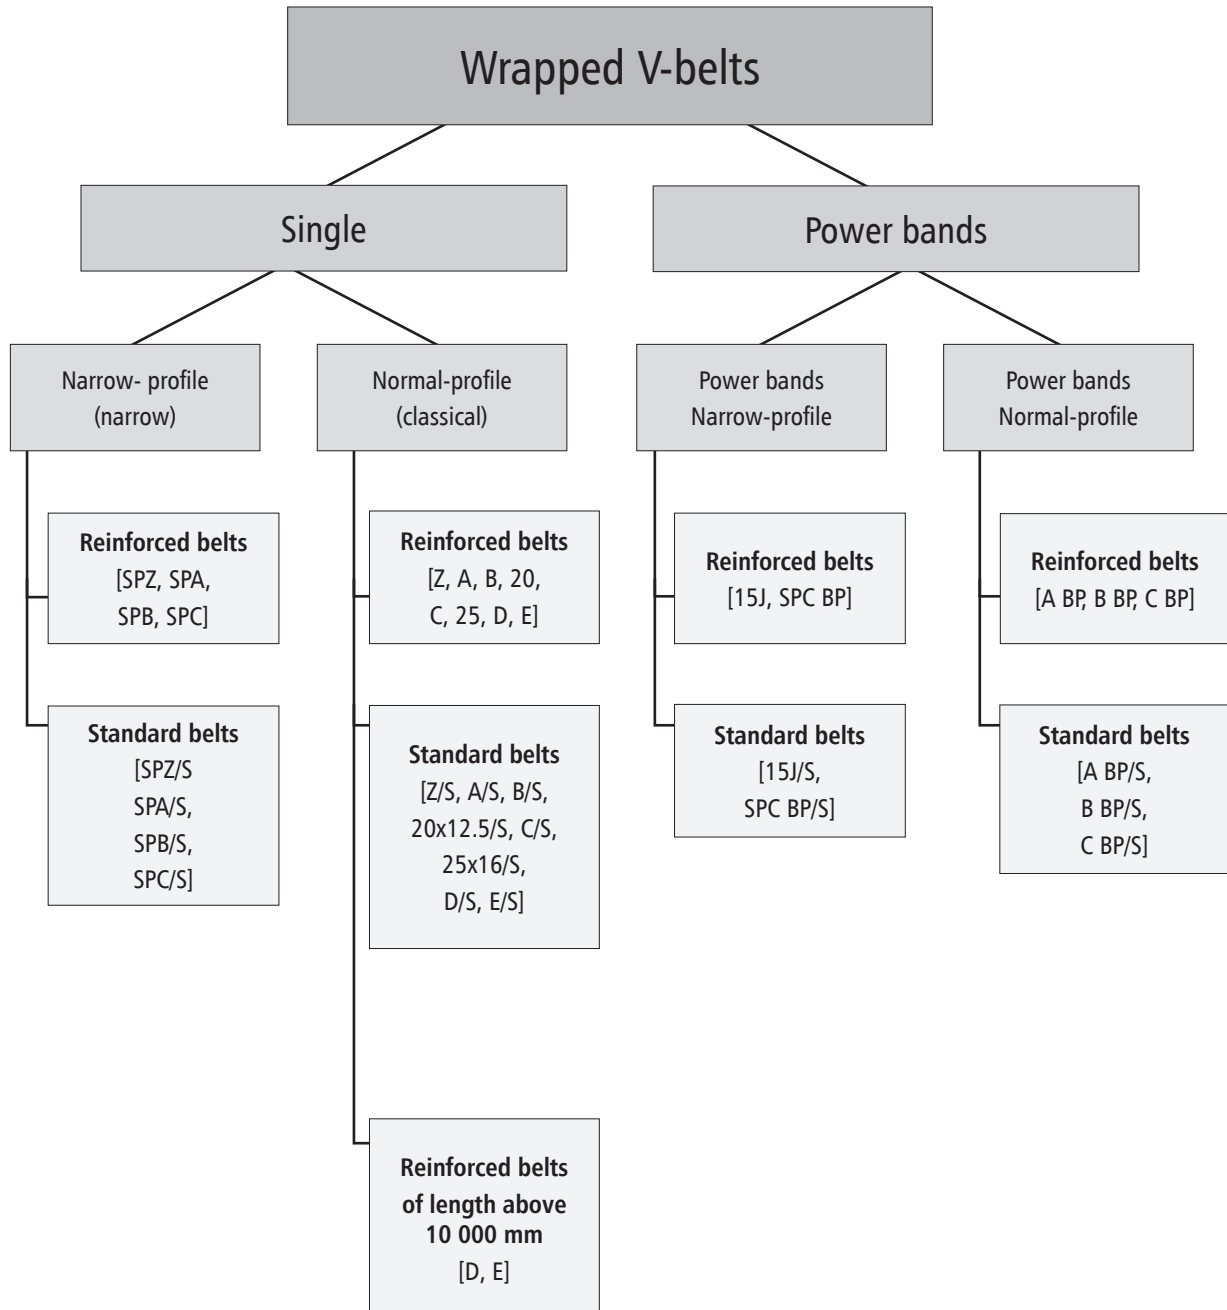 Wrapped V-belts
Single
Power bands
Narrow- profile
(narrow)
Normal-profile
(classical)
Power bands
Narrow-profile
Power bands
Normal-profile
Reinforced belts
[SPZ, SPA,
SPB, SPC]
Reinforced belts
[Z, A, B, 20,
C, 25, D, E]
Reinforced belts
[15J, SPC BP]
Reinforced belts
[A BP, B BP, C BP]
Standard belts
[SPZ/S
SPA/S,
SPB/S,
SPC/S]
Standard belts
[Z/S, A/S, B/S,
20x12.5/S, C/S,
25x16/S,
D/S, E/S]
Standard belts
[15J/S,
SPC BP/S]
Standard belts
[A BP/S,
B BP/S,
C BP/S]
Reinforced belts
of length above
10 000 mm
[D, E]